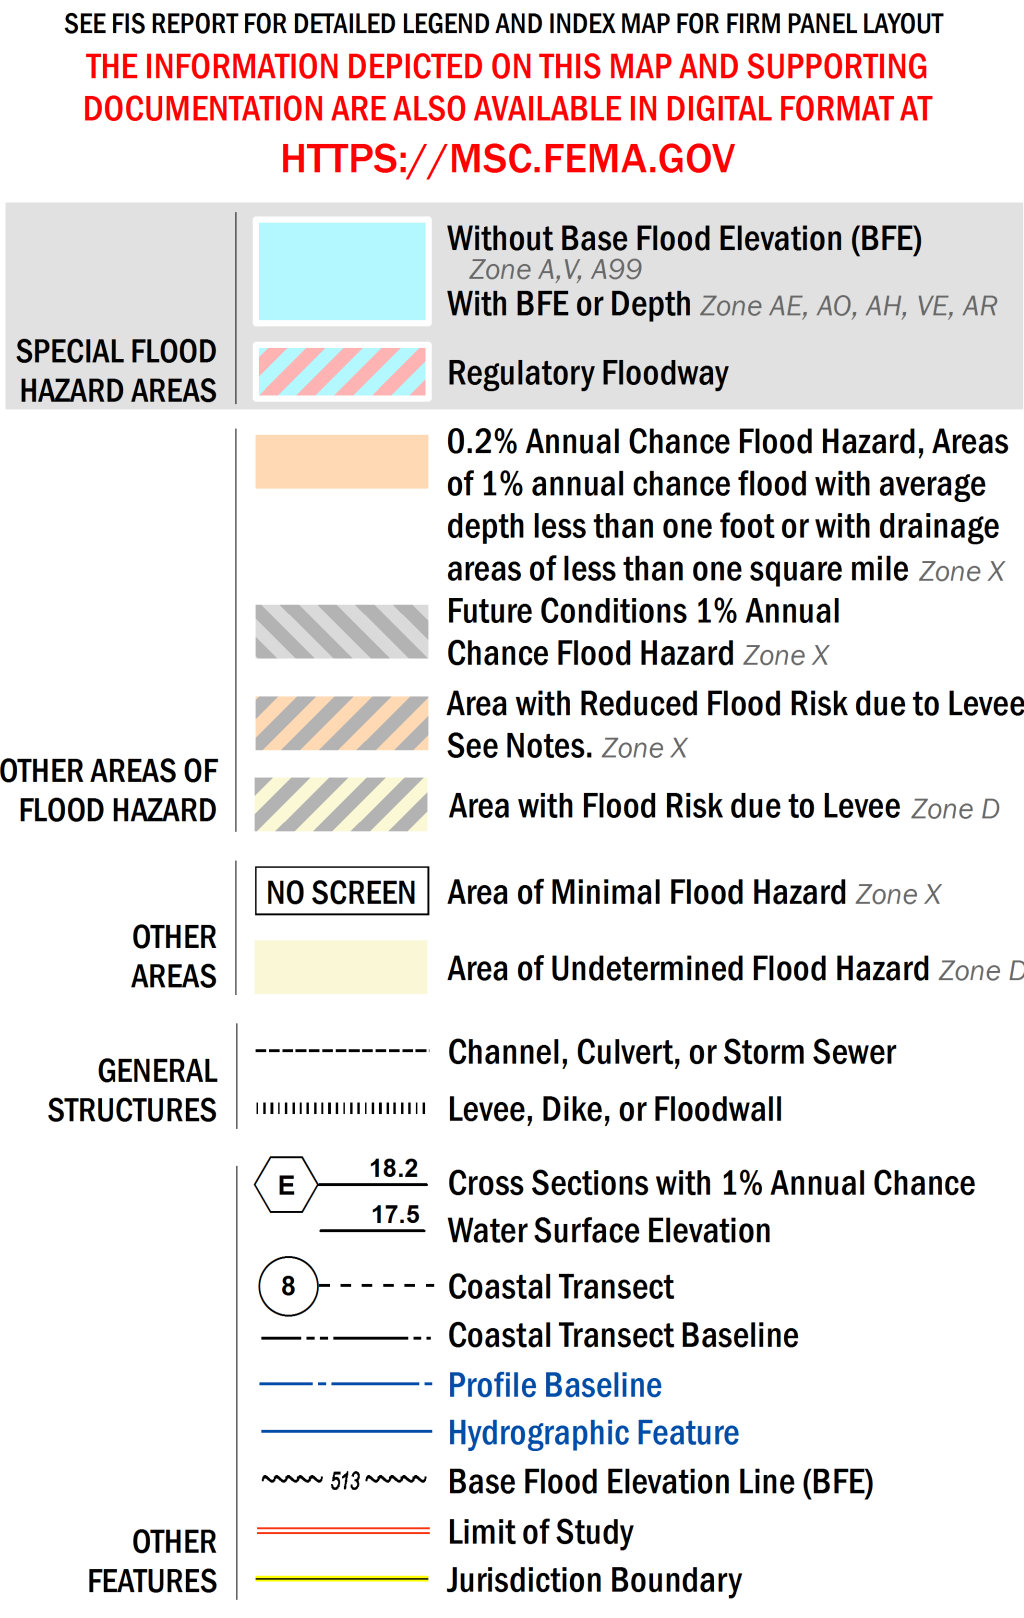 SEE FIS REPORT FOR DETAILED LEGEND AND INDEX MAP FOR FIRM PANEL LAYOUT
THE INFORMATION DEPICTED ON THIS MAP AND SUPPORTING
DOCUMENTATION ARE ALSO AVAILABLE IN DIGITAL FORMAT AT
HTTPS://MSC.FEMA.GOV
SPECIAL FLOOD
HAZARD AREAS
Without Base Flood Elevation (BFE)
Zone A,V, A99
With BFE or Depth Zone AE, AO, AH, VE, AR
Regulatory Floodway
OTHER AREAS OF
FLOOD HAZARD
0.2% Annual Chance Flood Hazard, Areas
of 1% annual chance flood with average
depth less than one foot or with drainage
areas of less than one square mile Zone X
Future Conditions 1% Annual
Chance Flood Hazard Zone X
Area with Reduced Flood Risk due to Levee
See Notes. Zone X
Area with Flood Risk due to Levee Zone D
OTHER
AREAS
NO SCREEN Area of Minimal Flood Hazard Zone X
Area of Undetermined Flood Hazard Zone D
GENERAL
STRUCTURES
Channel, Culvert, or Storm Sewer
Levee, Dike, or Floodwall
OTHER
FEATURES
E 18.2 Cross Sections with 1% Annual Chance
17.5 Water Surface Elevation
8 Coastal Transect
Coastal Transect Baseline
Profile Baseline
Hydrographic Feature
513 Base Flood Elevation Line (BFE)
Limit of Study
Jurisdiction Boundary